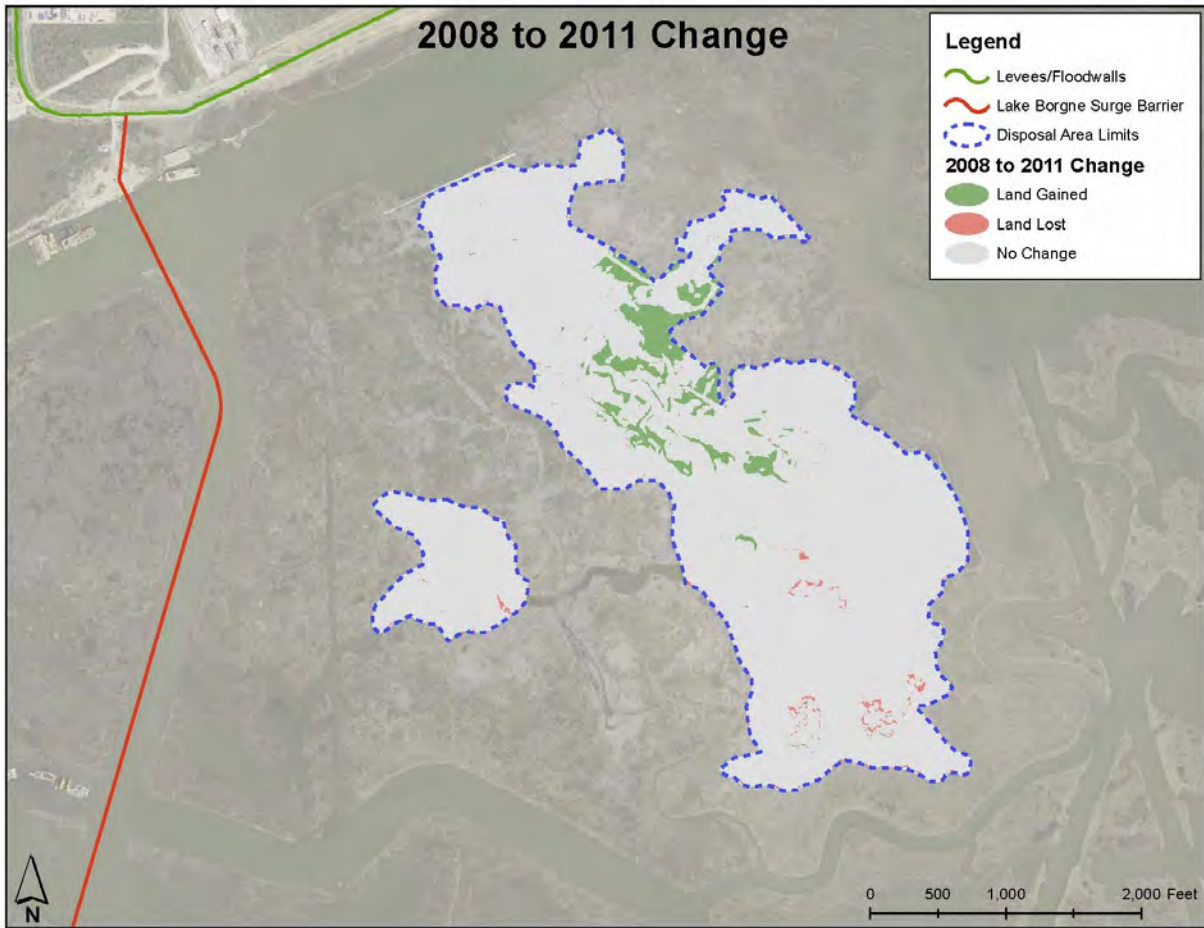 2008 to 2011 Change
Legend
Levees/Floodwalls
Lake Borgne Surge Barrier
Disposal Area Limits
2008 to 2011 Change
Land Gained
Land Lost
No Change
N
0 500 1,000 2,000 Feet